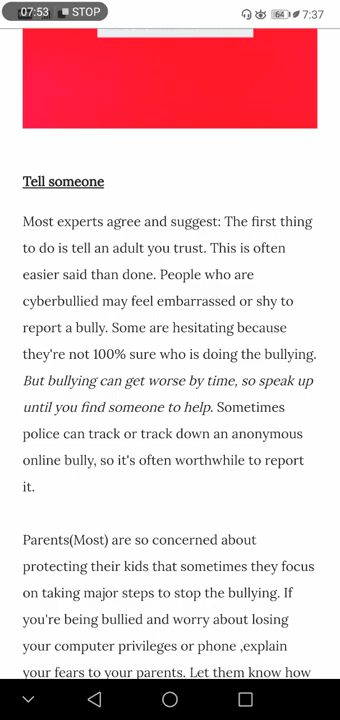 07:53 STOP 64 7:37
Tell someone
Most experts agree and suggest: The first thing
to do is tell an adult you trust. This is often
easier said than done. People who are
cyberbullied may feel embarrassed or shy to
report a bully. Some are hesitating because
they're not 100% sure who is doing the bullying.
But bullying can get worse by time, so speak up
until you find someone to help. Sometimes
police can track or track down an anonymous
online bully, so it's often worthwhile to report
it.
Parents(Most) are so concerned about
protecting their kids that sometimes they focus
on taking major steps to stop the bullying. If
you're being bullied and worry about losing
your computer privileges or phone ,explain
your fears to your parents. Let them know how